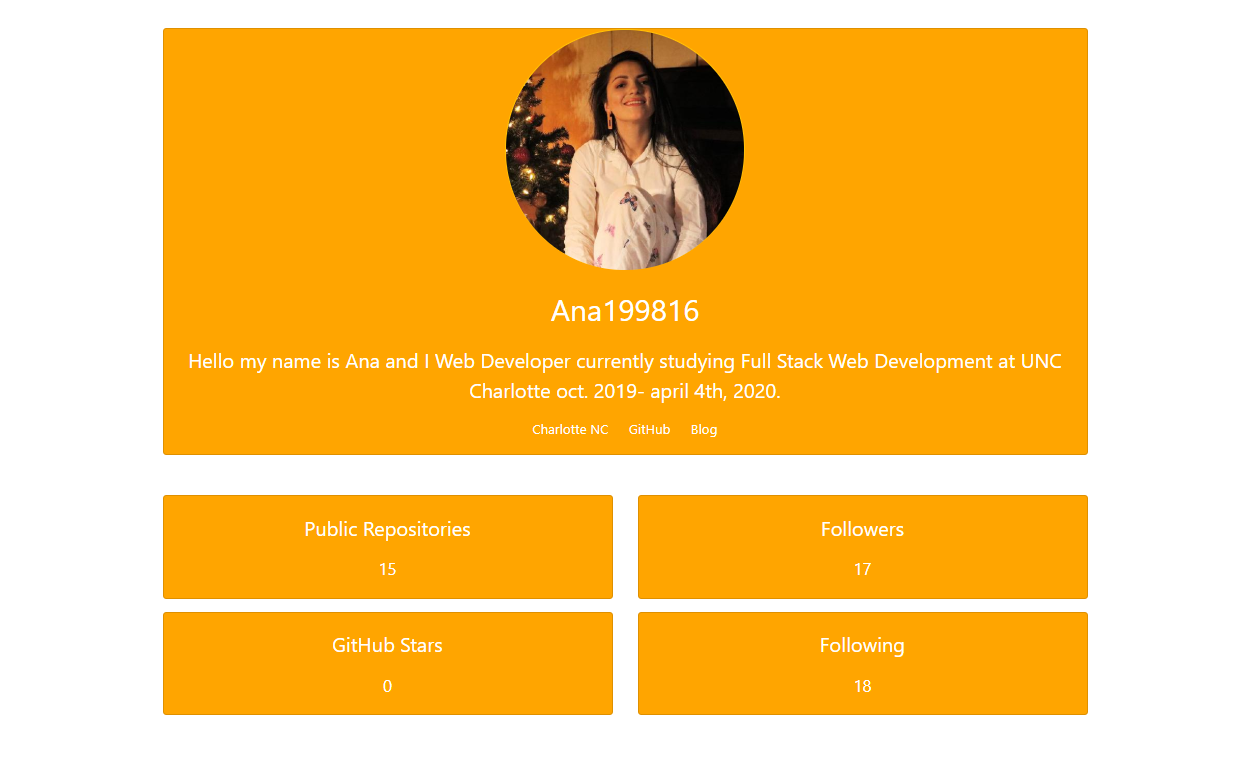 Ana199816
Hello my name is Ana and I Web Developer currently studying Full Stack Web Development at UNC
Charlotte oct. 2019- april 4th, 2020.
Charlotte NC GitHub Blog
Public Repositories
15
Followers
17
GitHub Stars
0
Following
18